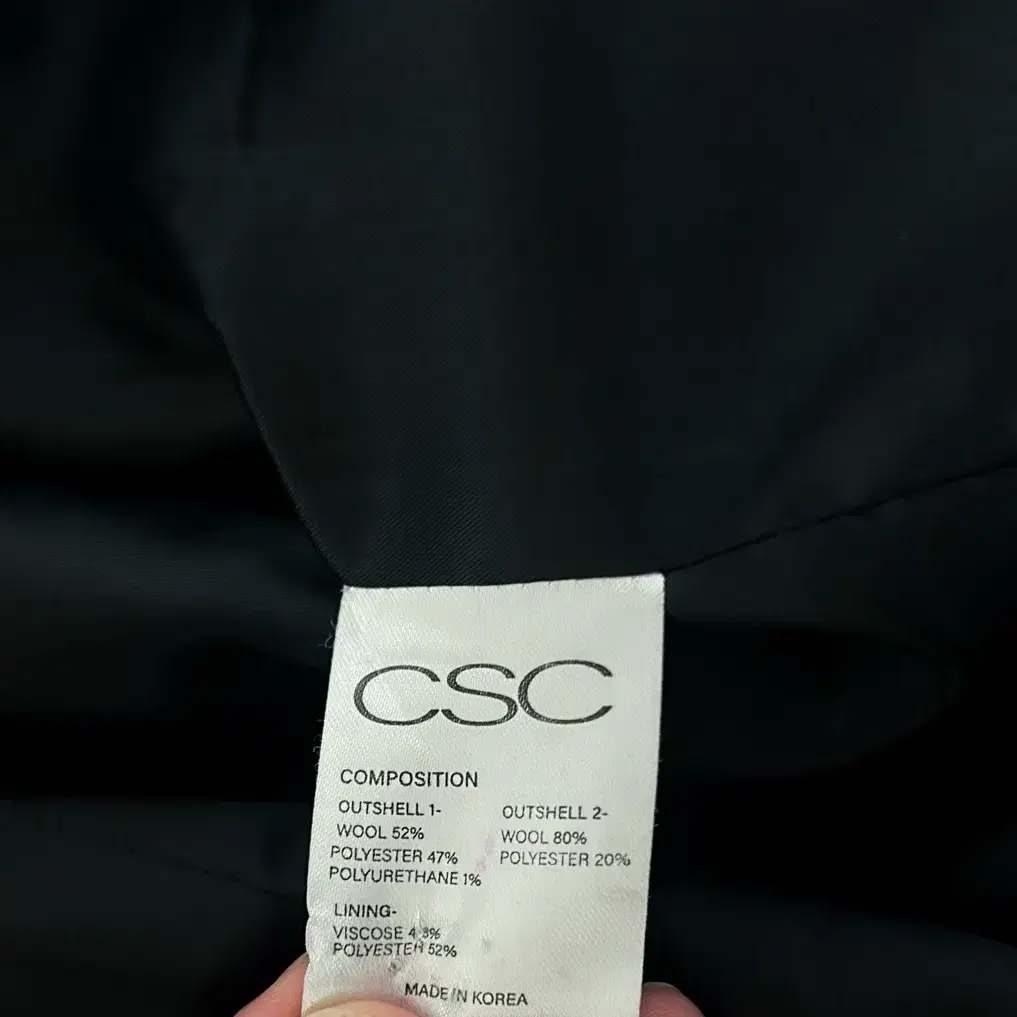 CSC
COMPOSITION
OUTSHELL 1-
WOOL 52%
POLYESTER 47%
POLYURETHANE 1%
OUTSHELL 2-
WOOL 80%
POLYESTER 20%
LINING-
VISCOSE
POLYESTER 52%
MADE IN KOREA